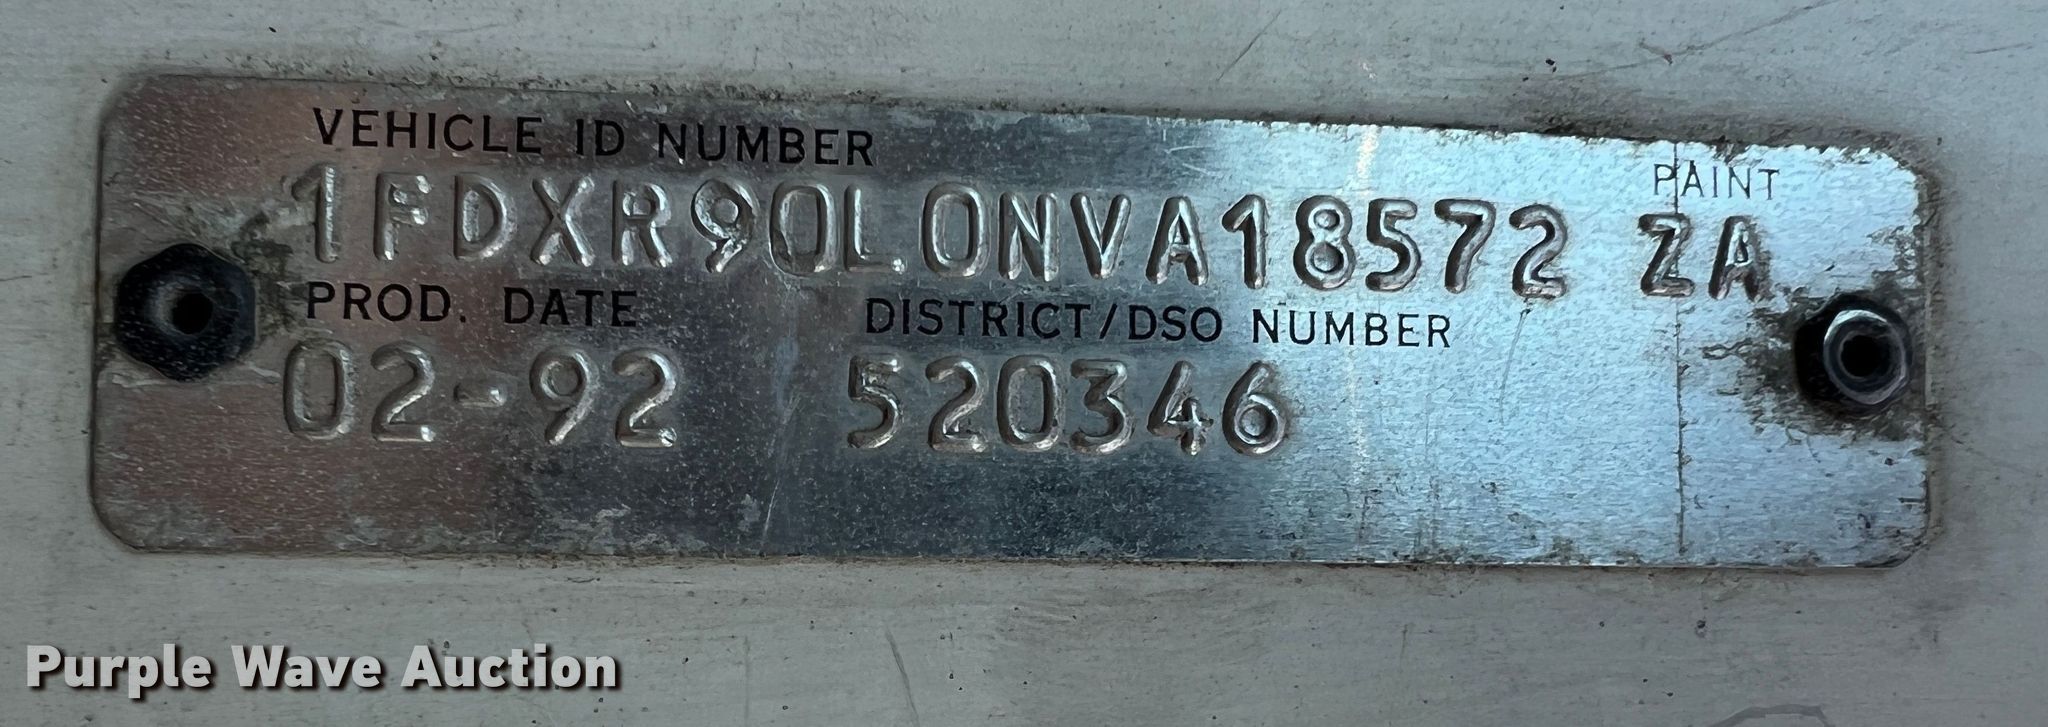 VEHICLE ID NUMBER
PAINT
1FDXR90L0NVA18572 ZA
PROD. DATE DISTRICT/DSO NUMBER
02-92 520346
Purple Wave Auction